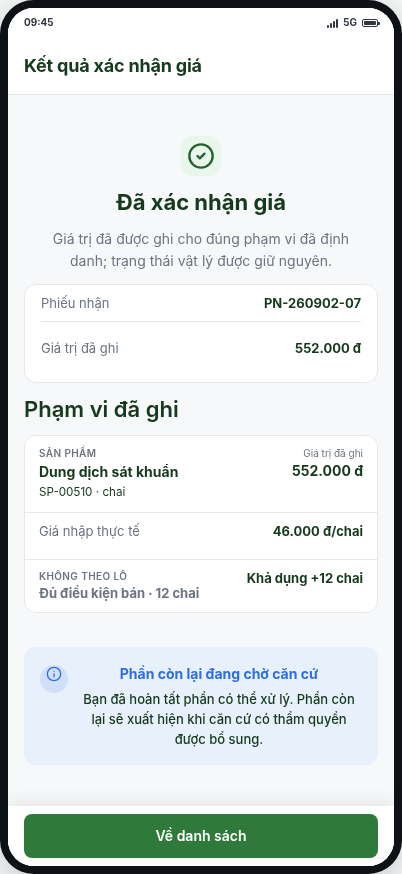 09:45
5G
Kết quả xác nhận giá
Đã xác nhận giá
Giá trị đã được ghi cho đúng phạm vi đã định
danh; trạng thái vật lý được giữ nguyên.
Phiếu nhận PN-260902-07
Giá trị đã ghi 552.000 đ
Phạm vi đã ghi
SẢN PHẨM Giá trị đã ghi
Dung dịch sát khuẩn 552.000 đ
SP-00510 · chai
Giá nhập thực tế 46.000 đ/chai
KHÔNG THEO LÔ Khả dụng +12 chai
Đủ điều kiện bán · 12 chai
Phần còn lại đang chờ căn cứ
Bạn đã hoàn tất phần có thể xử lý. Phần còn
lại sẽ xuất hiện khi căn cứ có thẩm quyền
được bổ sung.
Về danh sách